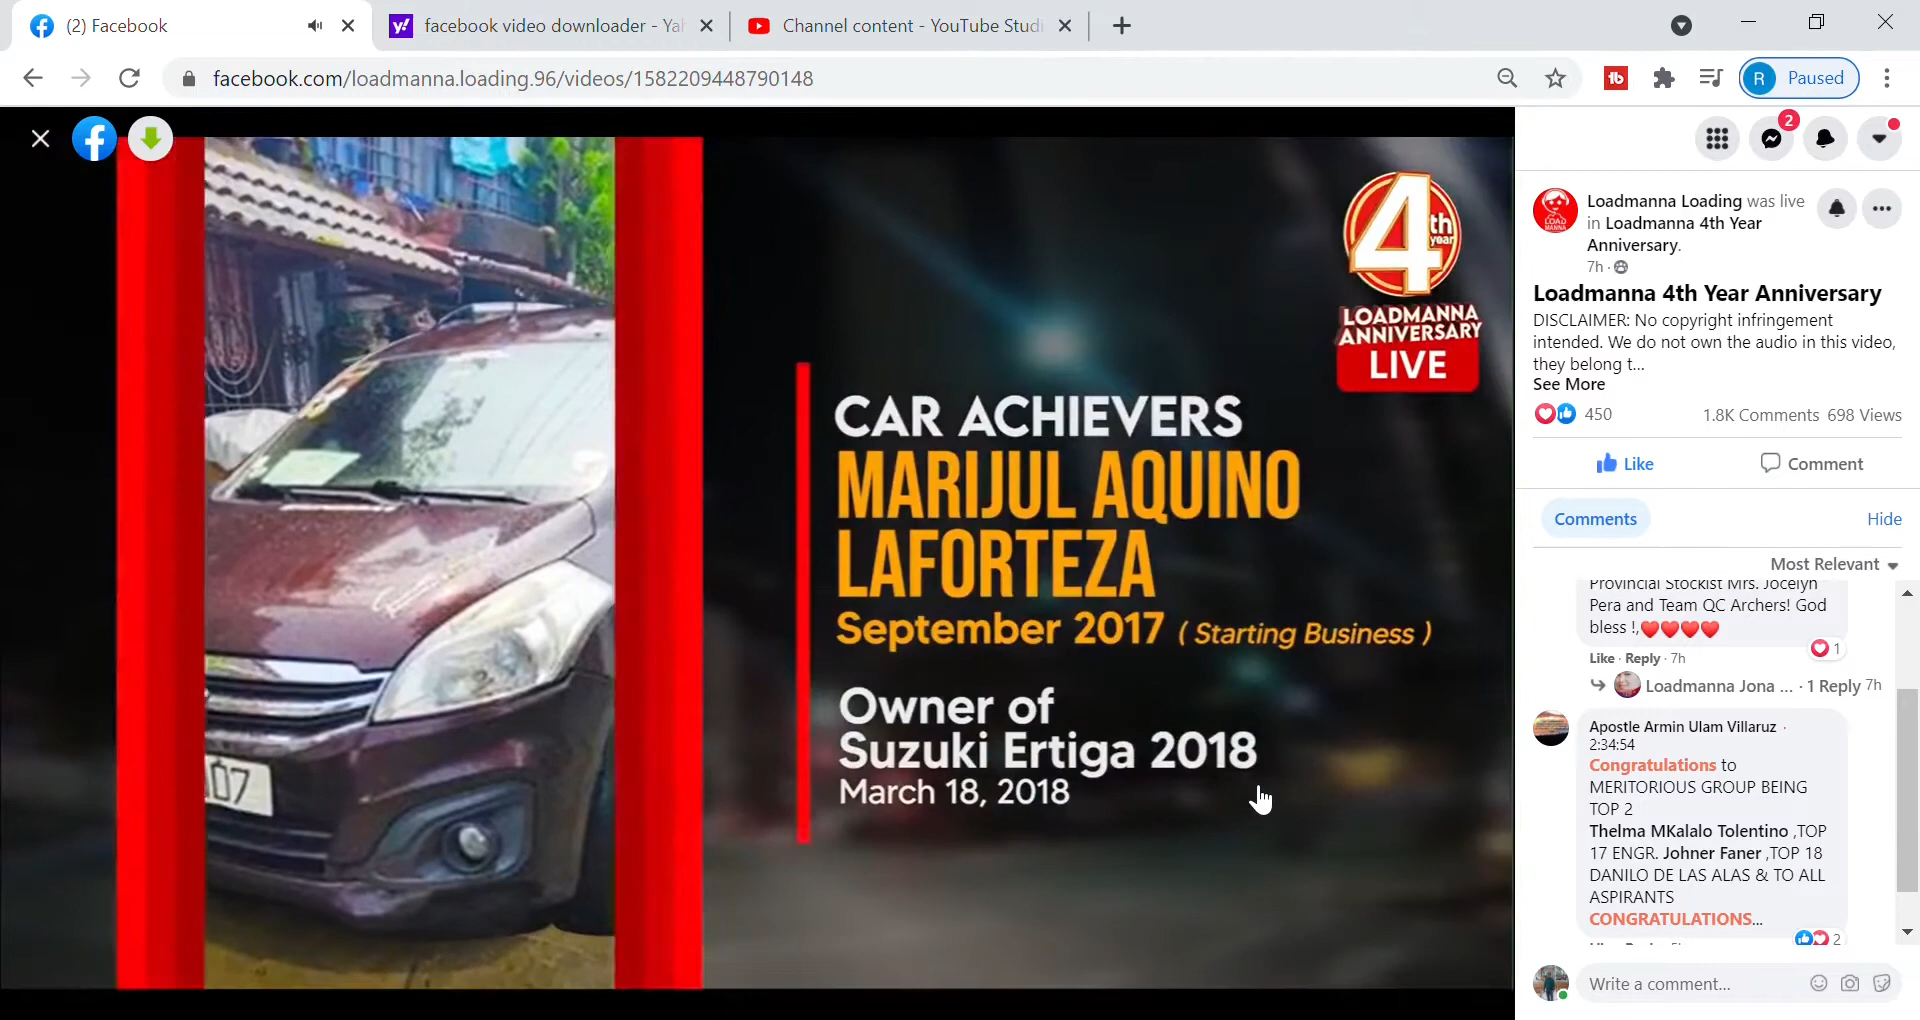 (2) Facebook
facebook video downloader - Yah
Channel content - YouTube Studi
facebook.com/loadmanna.loading.96/videos/1582209448790148
R Paused
4th year
LOADMANNA
ANNIVERSARY
LIVE
CAR ACHIEVERS
MARIJUL AQUINO
LAFORTEZA
September 2017 ( Starting Business )
Owner of
Suzuki Ertiga 2018
March 18, 2018
07
2
LOAD
MANNA
Loadmanna Loading was live
in Loadmanna 4th Year
Anniversary.
7h ·
Loadmanna 4th Year Anniversary
DISCLAIMER: No copyright infringement
intended. We do not own the audio in this video,
they belong t...
See More
450 1.8K Comments 698 Views
Like Comment
Comments Hide
Most Relevant
Provincial Stockist Mrs. Jocelyn
Pera and Team QC Archers! God
bless !,❤❤❤❤
1
Like · Reply · 7h
Loadmanna Jona ... · 1 Reply 7h
Apostle Armin Ulam Villaruz ·
2:34:54
Congratulations to
MERITORIOUS GROUP BEING
TOP 2
Thelma MKalalo Tolentino ,TOP
17 ENGR. Johner Faner ,TOP 18
DANILO DE LAS ALAS & TO ALL
ASPIRANTS
CONGRATULATIONS...
2
Write a comment...